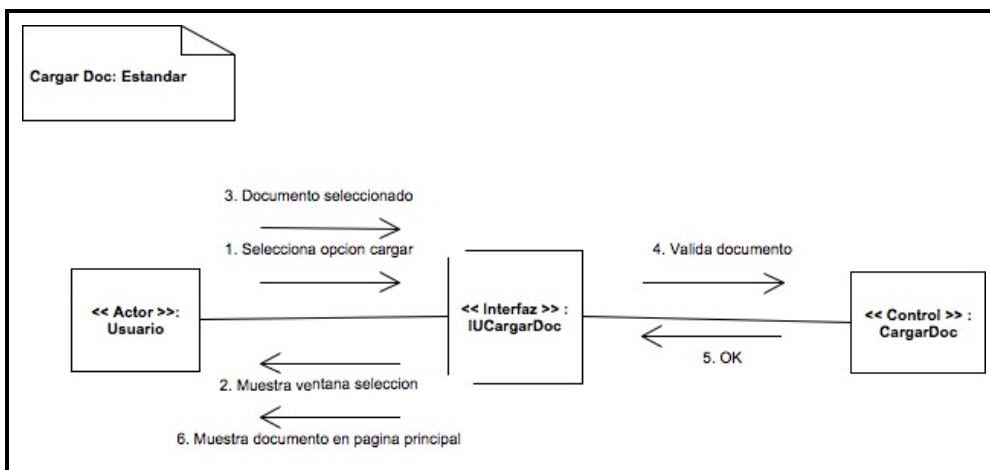 Cargar Doc: Estandar
3. Documento seleccionado
1. Selecciona opcion cargar
4. Valida documento
<< Actor >>:
Usuario
<< Interfaz >> :
IUCargarDoc
<< Control >> :
CargarDoc
5. OK
2. Muestra ventana seleccion
6. Muestra documento en pagina principal